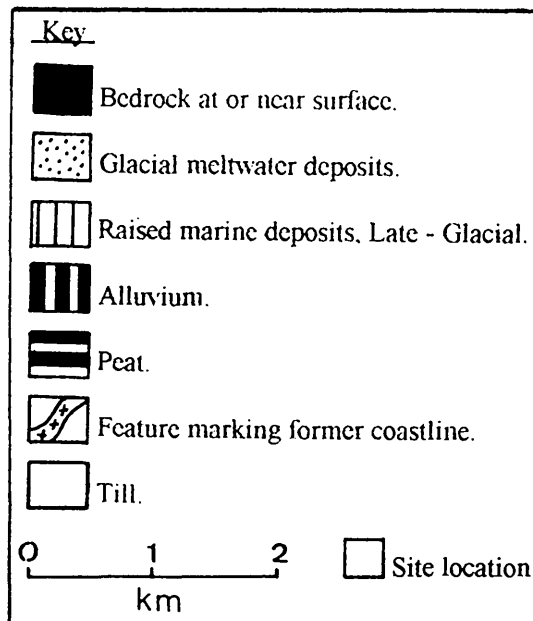 Key
Bedrock at or near surface.
Glacial meltwater deposits.
Raised marine deposits, Late - Glacial.
Alluvium.
Peat.
Feature marking former coastline.
Till.
0 1 2
km
Site location